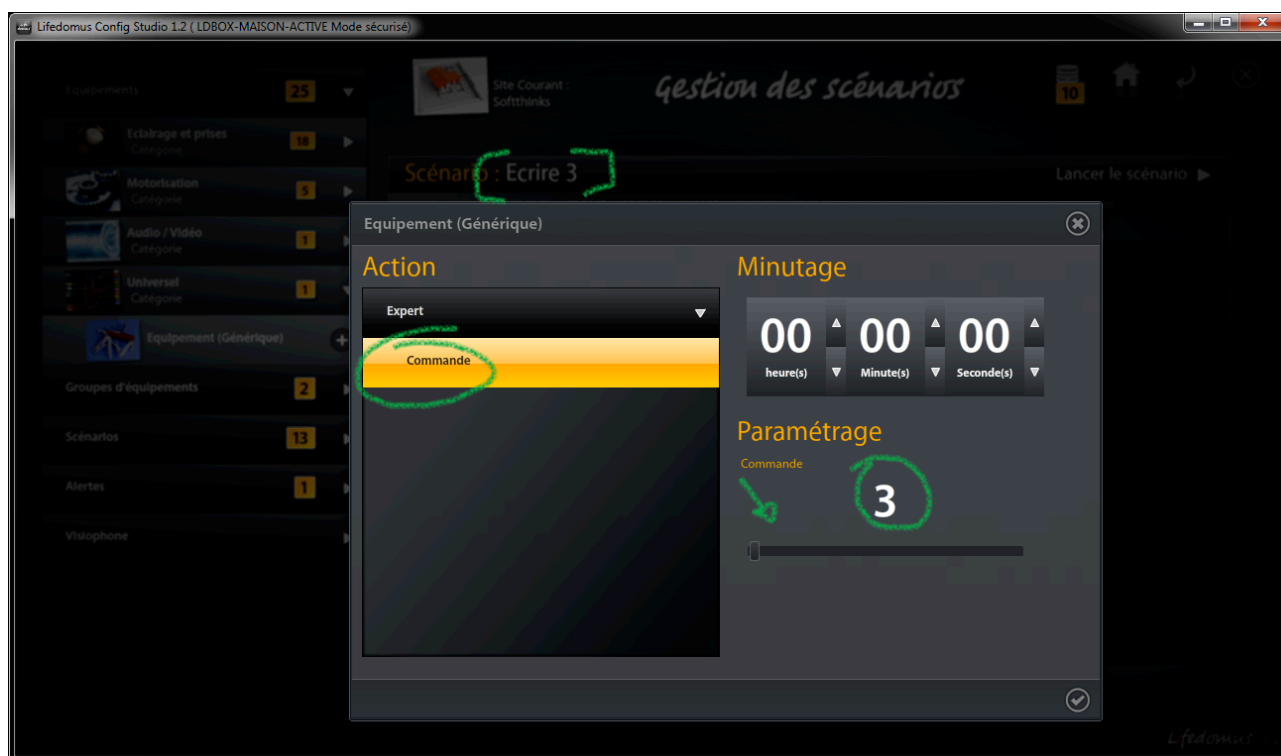 Lifedomus Config Studio 1.2 ( LDBOX-MAISON-ACTIVE Mode sécurisé)
Equipements 25
Site Courant :
Softthinks
Gestion des scénarios
10
Eclairage et prises
Catégorie
18
Scénario : Ecrire 3
Lancer le scénario
Motorisation
Catégorie
5
Audio / Vidéo
Catégorie
1
Universel
Catégorie
1
Equipement (Générique)
Groupes d'équipements 2
Scénarios 13
Alertes 1
Visiophone
Equipement (Générique)
Action
Expert
Commande
Minutage
00 00 00
heure(s) Minute(s) Seconde(s)
Paramétrage
Commande
3
Lifedomus